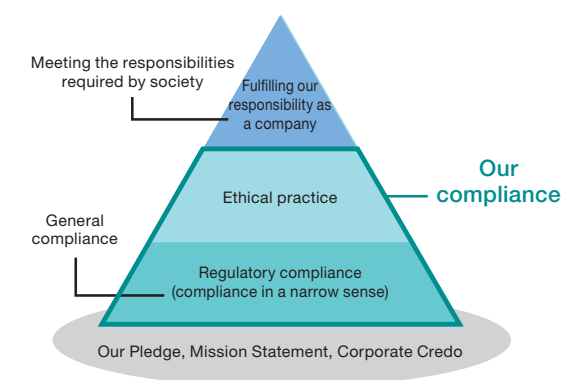 Meeting the responsibilities
required by society
Fulfilling our
responsibility as
a company
Our
compliance
Ethical practice
General
compliance
Regulatory compliance
(compliance in a narrow sense)
Our Pledge, Mission Statement, Corporate Credo